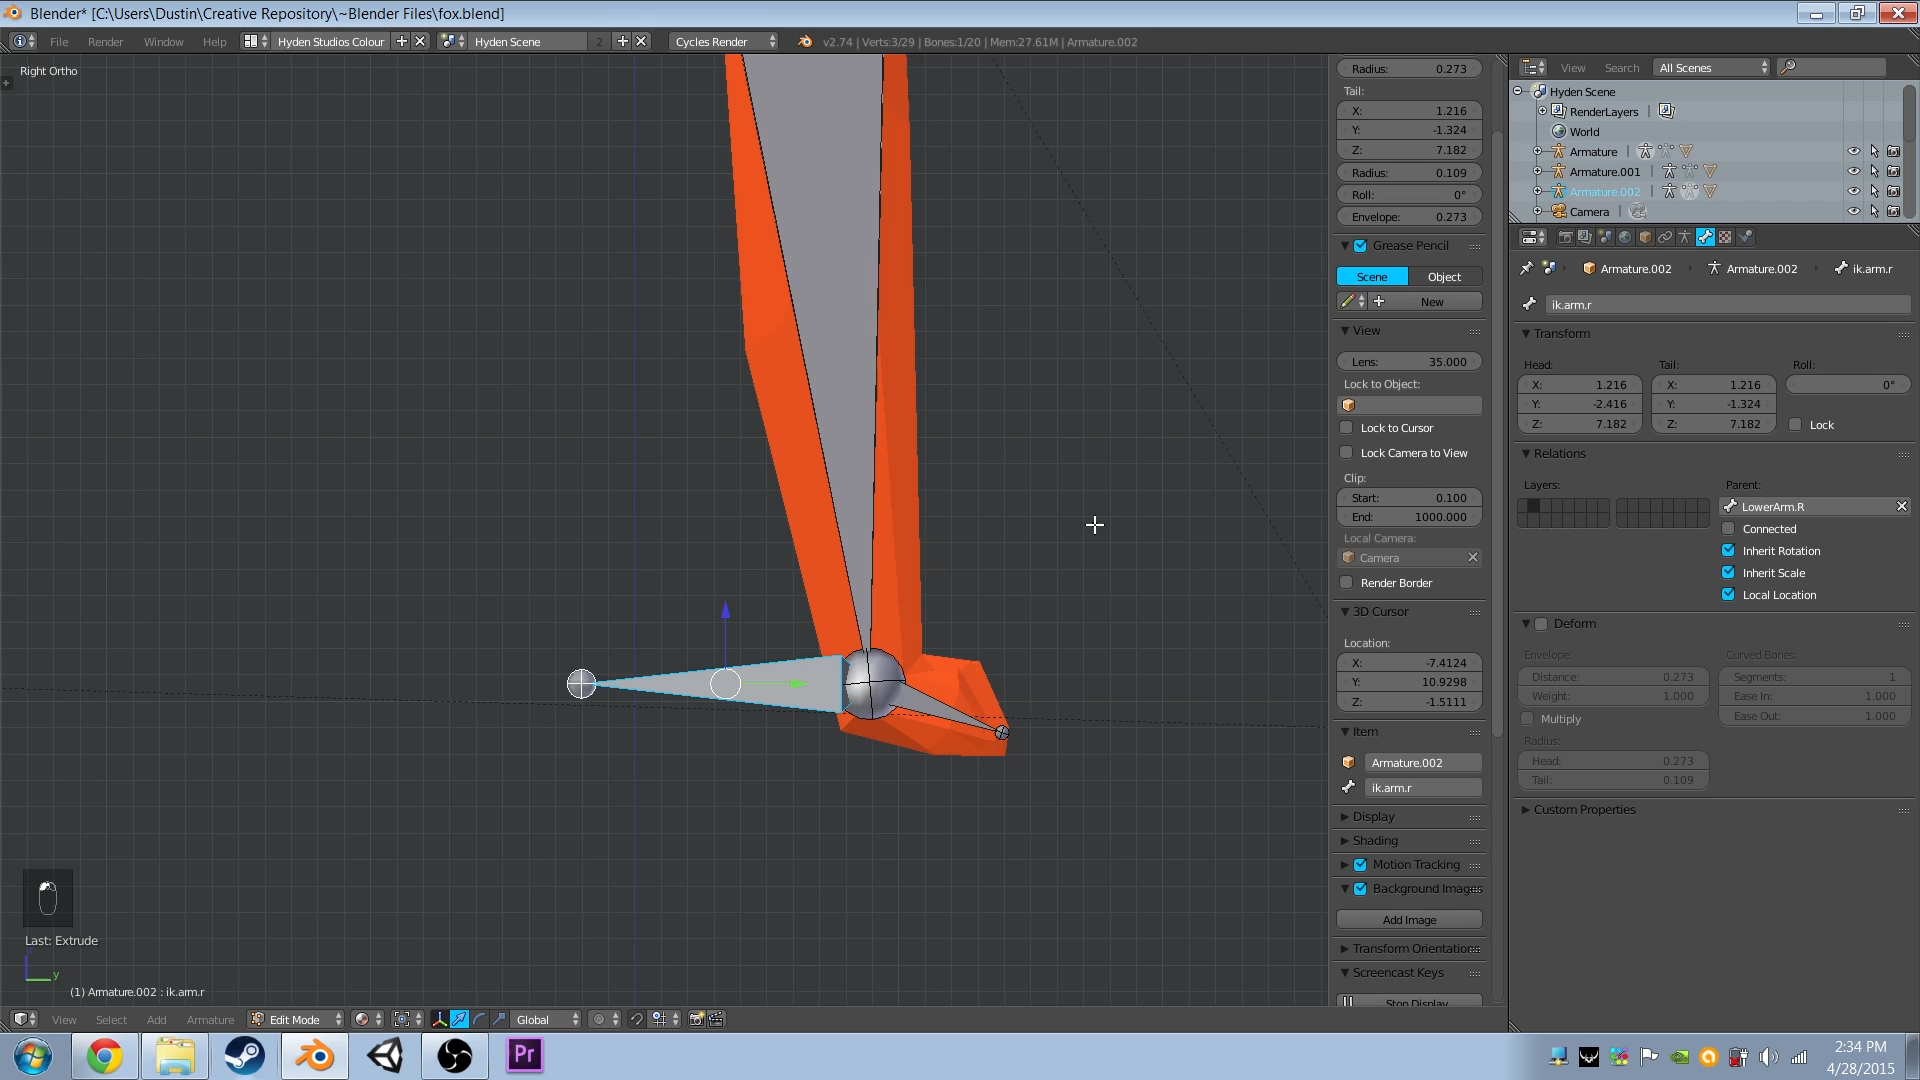 Blender* [C:\Users\Dustin\Creative Repository\~Blender Files\fox.blend]
File Render Window Help Hyden Studios Colour Hyden Scene 2 Cycles Render v2.74 | Verts:3/29 | Bones:1/20 | Mem:27.61M | Armature.002
Right Ortho
Radius: 0.273
Tail:
X: 1.216
Y: -1.324
Z: 7.182
Radius: 0.109
Roll: 0°
Envelope: 0.273
Grease Pencil
Scene Object
New
View
Lens: 35.000
Lock to Object:
Lock to Cursor
Lock Camera to View
Clip:
Start: 0.100
End: 1000.000
Local Camera:
Camera
Render Border
3D Cursor
Location:
X: -7.4124
Y: 10.9298
Z: -1.5111
Item
Armature.002
ik.arm.r
Display
Shading
Motion Tracking
Background Images
Add Image
Transform Orientations
Screencast Keys
Stop Display
View Search All Scenes
Hyden Scene
RenderLayers
World
Armature
Armature.001
Armature.002
Camera
Armature.002 Armature.002 ik.arm.r
ik.arm.r
Transform
Head: Tail: Roll:
X: 1.216 X: 1.216 0°
Y: -2.416 Y: -1.324
Z: 7.182 Z: 7.182 Lock
Relations
Layers: Parent:
LowerArm.R
Connected
Inherit Rotation
Inherit Scale
Local Location
Deform
Envelope: Curved Bones:
Distance: 0.273 Segments: 1
Weight: 1.000 Ease In: 1.000
Multiply Ease Out: 1.000
Radius:
Head: 0.273
Tail: 0.109
Custom Properties
Last: Extrude
y
(1) Armature.002 : ik.arm.r
View Select Add Armature Edit Mode Global
Pr
2:34 PM
4/28/2015